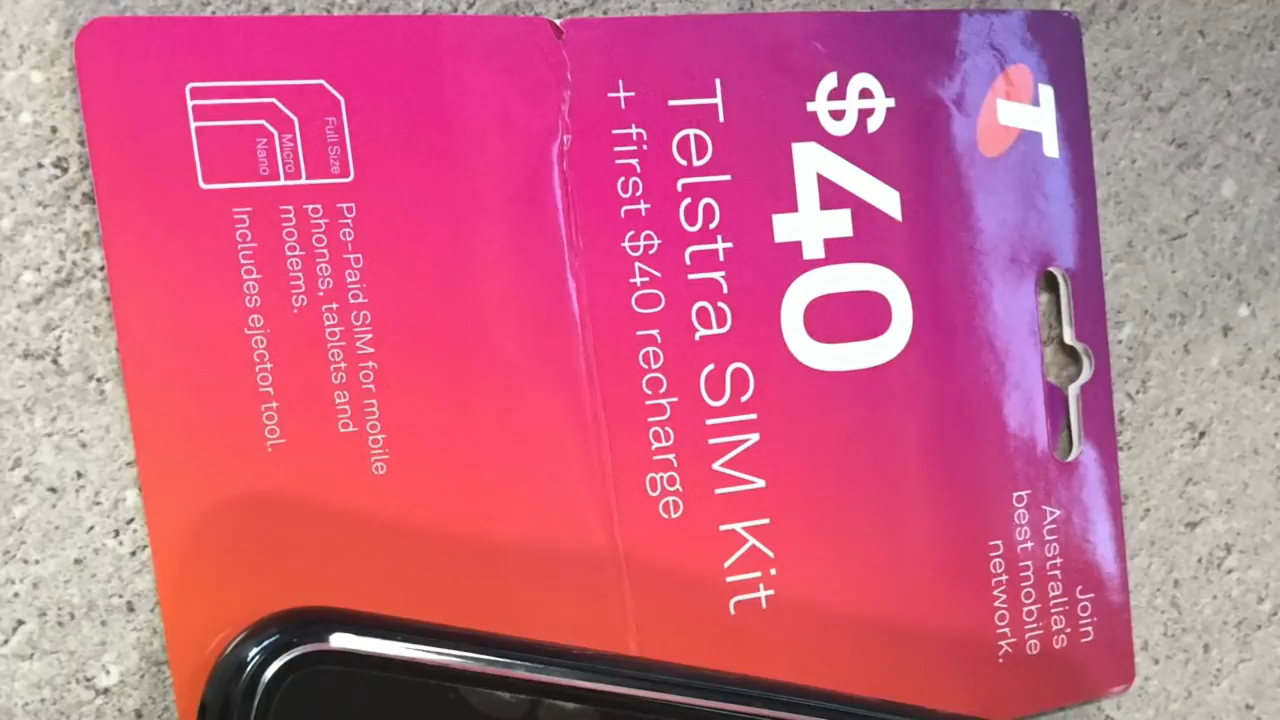 T
Join
Australia's
best mobile
network.
$40
Telstra SIM Kit
+ first $40 recharge
Full Size
Micro
Nano
Pre-Paid SIM for mobile
phones, tablets and
modems.
Includes ejector tool.